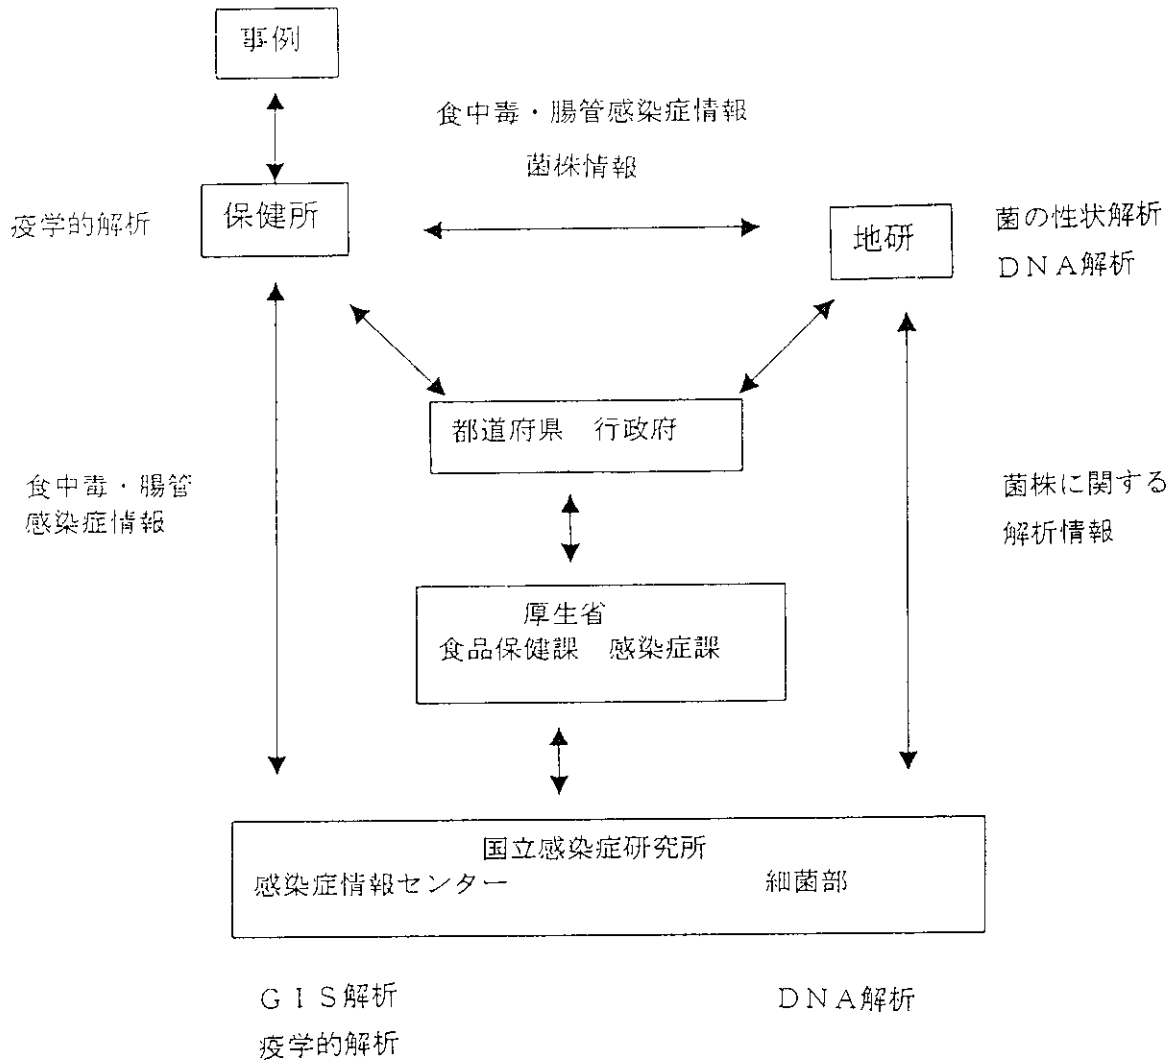 事例
食中毒・腸管感染症情報
菌株情報
疫学的解析
保健所
地研
菌の性状解析
ＤＮＡ解析
都道府県　行政府
食中毒・腸管
感染症情報
菌株に関する
解析情報
厚生省
食品保健課　感染症課
国立感染症研究所
感染症情報センター
細菌部
ＧＩＳ解析
疫学的解析
ＤＮＡ解析